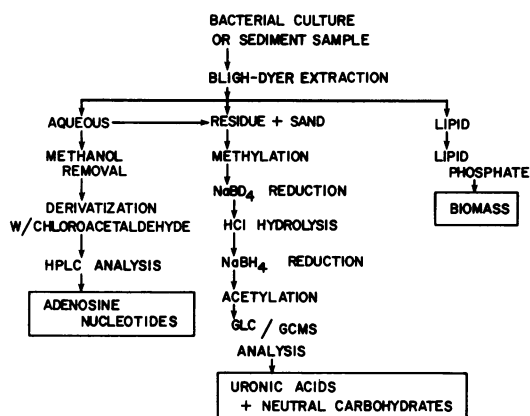 BACTERIAL CULTURE
OR SEDIMENT SAMPLE
BLIGH-DYER EXTRACTION
AQUEOUS
RESIDUE + SAND
LIPID
METHANOL
REMOVAL
METHYLATION
LIPID
PHOSPHATE
DERIVATIZATION
W/CHLOROACETALDEHYDE
NaBD4 REDUCTION
BIOMASS
HCl HYDROLYSIS
HPLC ANALYSIS
NaBH4 REDUCTION
ADENOSINE
NUCLEOTIDES
ACETYLATION
GLC / GCMS
ANALYSIS
URONIC ACIDS
+ NEUTRAL CARBOHYDRATES